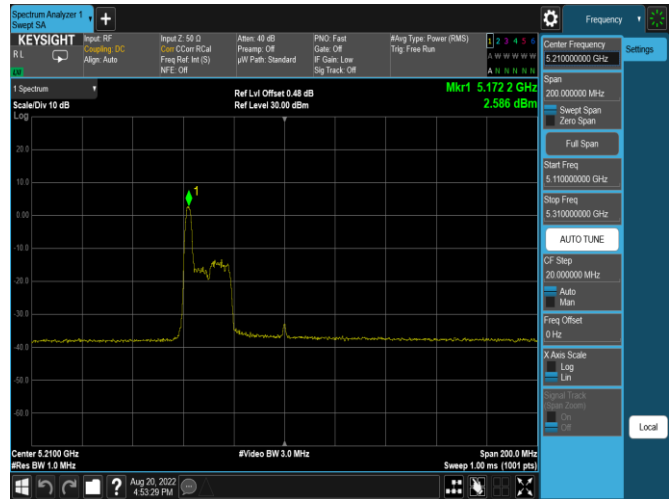 Spectrum Analyzer 1
Swept SA
Frequency
KEYSIGHT
R L
Input: RF
Coupling: DC
Align: Auto
Input Z: 50 Ω
Corr CCorr RCal
Freq Ref: Int (S)
NFE: Off
Atten: 40 dB
Preamp: Off
µW Path: Standard
PNO: Fast
Gate: Off
IF Gain: Low
Sig Track: Off
#Avg Type: Power (RMS)
Trig: Free Run
1 2 3 4 5 6
A W W W W W
A N N N N N
1 Spectrum
Scale/Div 10 dB
Log
Ref Lvl Offset 0.48 dB
Ref Level 30.00 dBm
Mkr1 5.172 2 GHz
2.586 dBm
20.0
10.0
0.00
-10.0
-20.0
-30.0
-40.0
-50.0
-60.0
1
Center 5.2100 GHz
#Res BW 1.0 MHz
#Video BW 3.0 MHz
Span 200.0 MHz
Sweep 1.00 ms (1001 pts)
Aug 20, 2022
4:53:29 PM
Center Frequency
5.210000000 GHz
Span
200.000000 MHz
Swept Span
Zero Span
Full Span
Start Freq
5.110000000 GHz
Stop Freq
5.310000000 GHz
AUTO TUNE
CF Step
20.000000 MHz
Auto
Man
Freq Offset
0 Hz
X Axis Scale
Log
Lin
Signal Track
(Span Zoom)
On
Off
Settings
Local